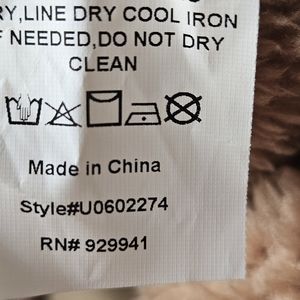 RY,LINE DRY COOL IRON
F NEEDED,DO NOT DRY
CLEAN
Made in China
Style#U0602274
RN# 929941